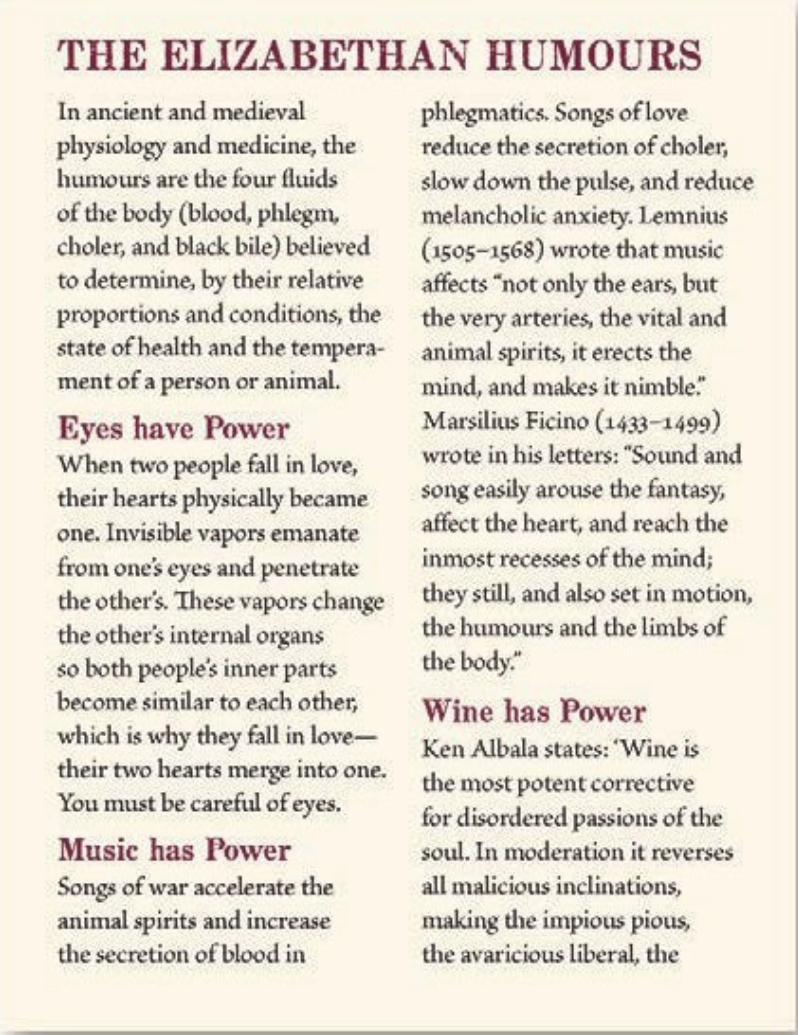 THE ELIZABETHAN HUMOURS
In ancient and medieval
physiology and medicine, the
humours are the four fluids
of the body (blood, phlegm,
choler, and black bile) believed
to determine, by their relative
proportions and conditions, the
state of health and the tempera-
ment of a person or animal.
Eyes have Power
When two people fall in love,
their hearts physically became
one. Invisible vapors emanate
from one's eyes and penetrate
the other's. These vapors change
the other's internal organs
so both people's inner parts
become similar to each other,
which is why they fall in love—
their two hearts merge into one.
You must be careful of eyes.
Music has Power
Songs of war accelerate the
animal spirits and increase
the secretion of blood in
phlegmatics. Songs of love
reduce the secretion of choler,
slow down the pulse, and reduce
melancholic anxiety. Lemnius
(1505–1568) wrote that music
affects “not only the ears, but
the very arteries, the vital and
animal spirits, it erects the
mind, and makes it nimble.”
Marsilius Ficino (1433–1499)
wrote in his letters: “Sound and
song easily arouse the fantasy,
affect the heart, and reach the
inmost recesses of the mind;
they still, and also set in motion,
the humours and the limbs of
the body.”
Wine has Power
Ken Albala states: ‘Wine is
the most potent corrective
for disordered passions of the
soul. In moderation it reverses
all malicious inclinations,
making the impious pious,
the avaricious liberal, the